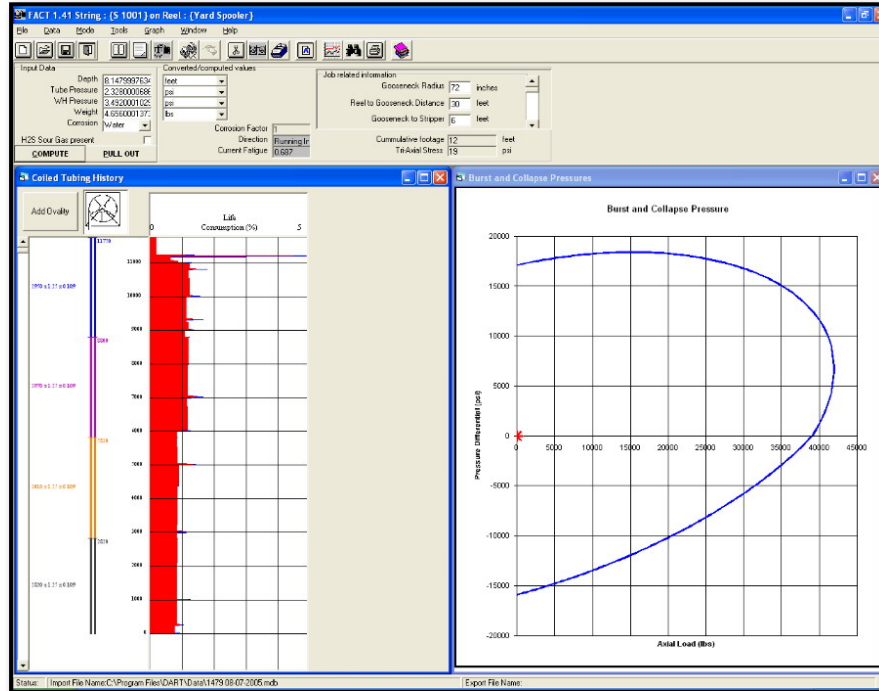 FACT 1.41 String : {S 1001} on Reel : {Yard Spooler}
File Data Mode Tools Graph Window Help
Input Data
Converted/computed values
Job related information
Depth 8.1479997634 feet
Tube Pressure 2.3280000686 psi
WH Pressure 3.4920001029 psi
Weight 4.6560001373 lbs
Corrosion Water
H2S Sour Gas present
COMPUTE PULL OUT
Corrosion Factor 1
Direction Running Ir
Current Fatigue 0.687
Gooseneck Radius 72 inches
Reel to Gooseneck Distance 30 feet
Gooseneck to Stripper 6 feet
Cummulative footage 12 feet
Tri-Axial Stress 19 psi
Coiled Tubing History
Add Ovality
Life
Consumption (%)
0 5
11000
10000
9000
8000
7000
6000
5000
4000
3000
2000
1000
0
Burst and Collapse Pressures
Burst and Collapse Pressure
Pressure Differential (psi)
20000
15000
10000
5000
0
-5000
-10000
-15000
-20000
0 5000 10000 15000 20000 25000 30000 35000 40000 45000
Axial Load (lbs)
Status: Import File Name:C:\Program Files\DART\Data\1479 08-07-2005.mdb
Export File Name: